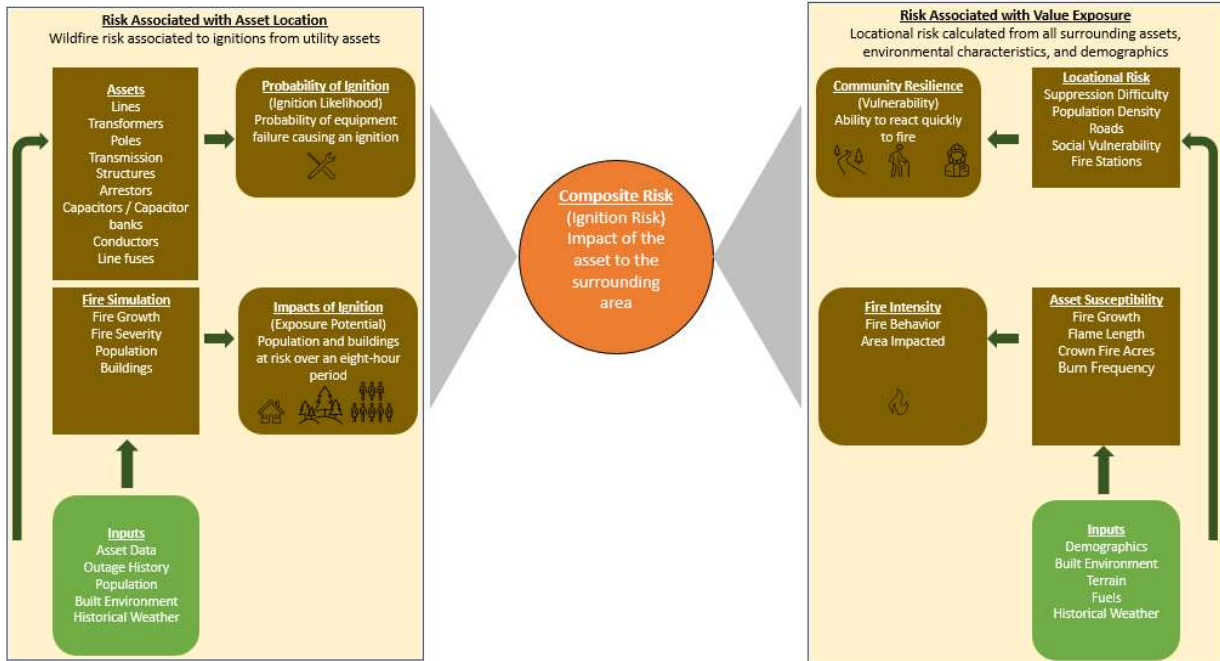 Risk Associated with Asset Location
Wildfire risk associated to ignitions from utility assets
Assets
Lines
Transformers
Poles
Transmission
Structures
Arrestors
Capacitors / Capacitor
banks
Conductors
Line fuses
Probability of Ignition
(Ignition Likelihood)
Probability of equipment
failure causing an ignition
Fire Simulation
Fire Growth
Fire Severity
Population
Buildings
Impacts of Ignition
(Exposure Potential)
Population and buildings
at risk over an eight-hour
period
Inputs
Asset Data
Outage History
Population
Built Environment
Historical Weather
Composite Risk
(Ignition Risk)
Impact of the
asset to the
surrounding
area
Risk Associated with Value Exposure
Locational risk calculated from all surrounding assets,
environmental characteristics, and demographics
Community Resilience
(Vulnerability)
Ability to react quickly
to fire
Locational Risk
Suppression Difficulty
Population Density
Roads
Social Vulnerability
Fire Stations
Fire Intensity
Fire Behavior
Area Impacted
Asset Susceptibility
Fire Growth
Flame Length
Crown Fire Acres
Burn Frequency
Inputs
Demographics
Built Environment
Terrain
Fuels
Historical Weather